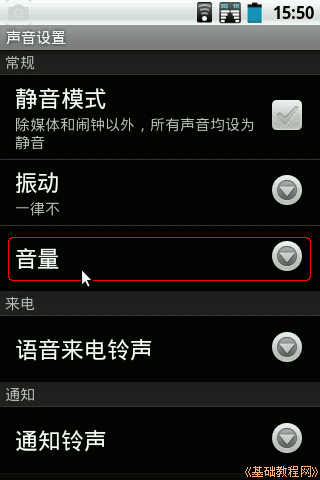 3G 1X 15:50
声音设置
常规
静音模式
除媒体和闹钟以外，所有声音均设为
静音
振动
一律不
音量
来电
语音来电铃声
通知
通知铃声
《基础教程网》